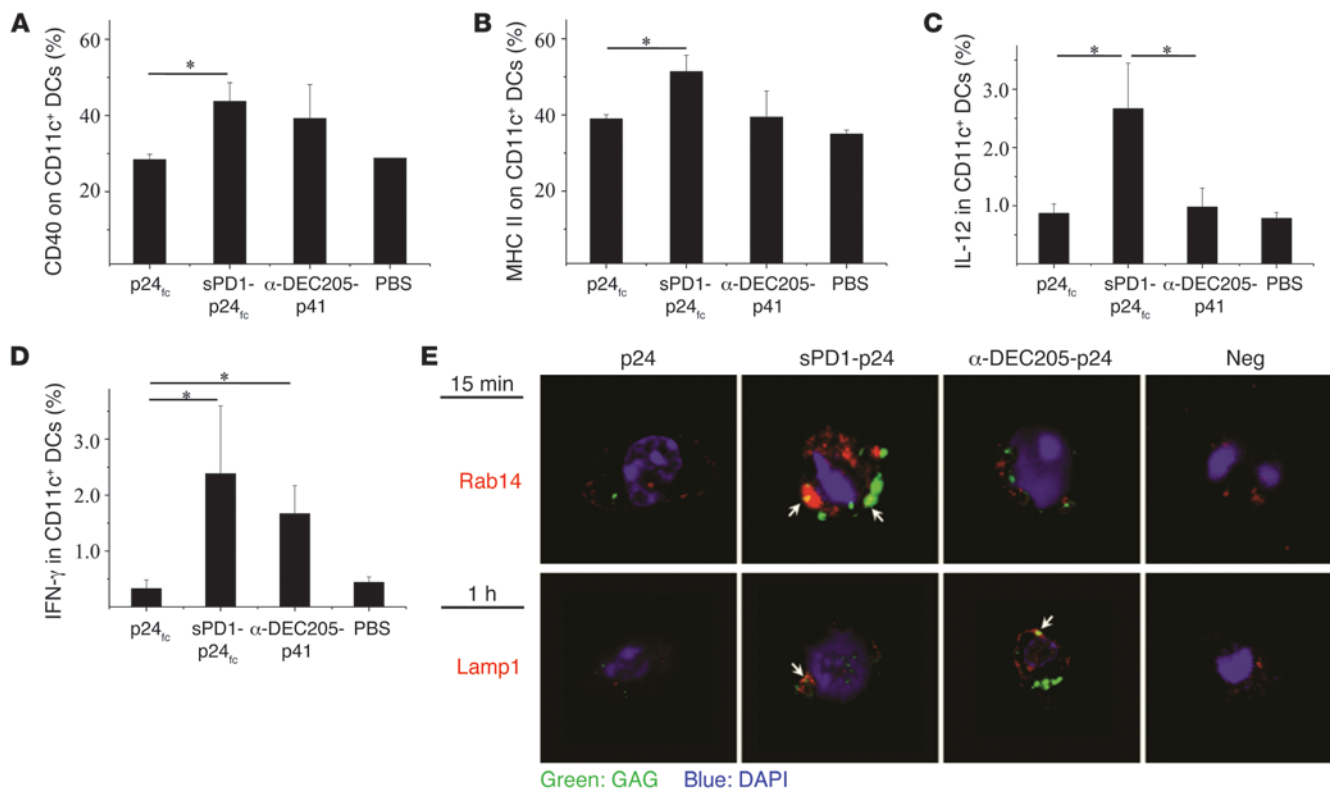 A
CD40 on CD11c⁺ DCs (%)
60
40
20
*
p24fc
sPD1-
p24fc
α-DEC205-
p41
PBS
B
MHC II on CD11c⁺ DCs (%)
60
40
20
*
p24fc
sPD1-
p24fc
α-DEC205-
p41
PBS
C
IL-12 in CD11c⁺ DCs (%)
3.0
2.0
1.0
*
*
p24fc
sPD1-
p24fc
α-DEC205-
p41
PBS
D
IFN-γ in CD11c⁺ DCs (%)
3.0
2.0
1.0
*
*
p24fc
sPD1-
p24fc
α-DEC205-
p41
PBS
E
p24
sPD1-p24
α-DEC205-p24
Neg
15 min
Rab14
1 h
Lamp1
Green: GAG
Blue: DAPI